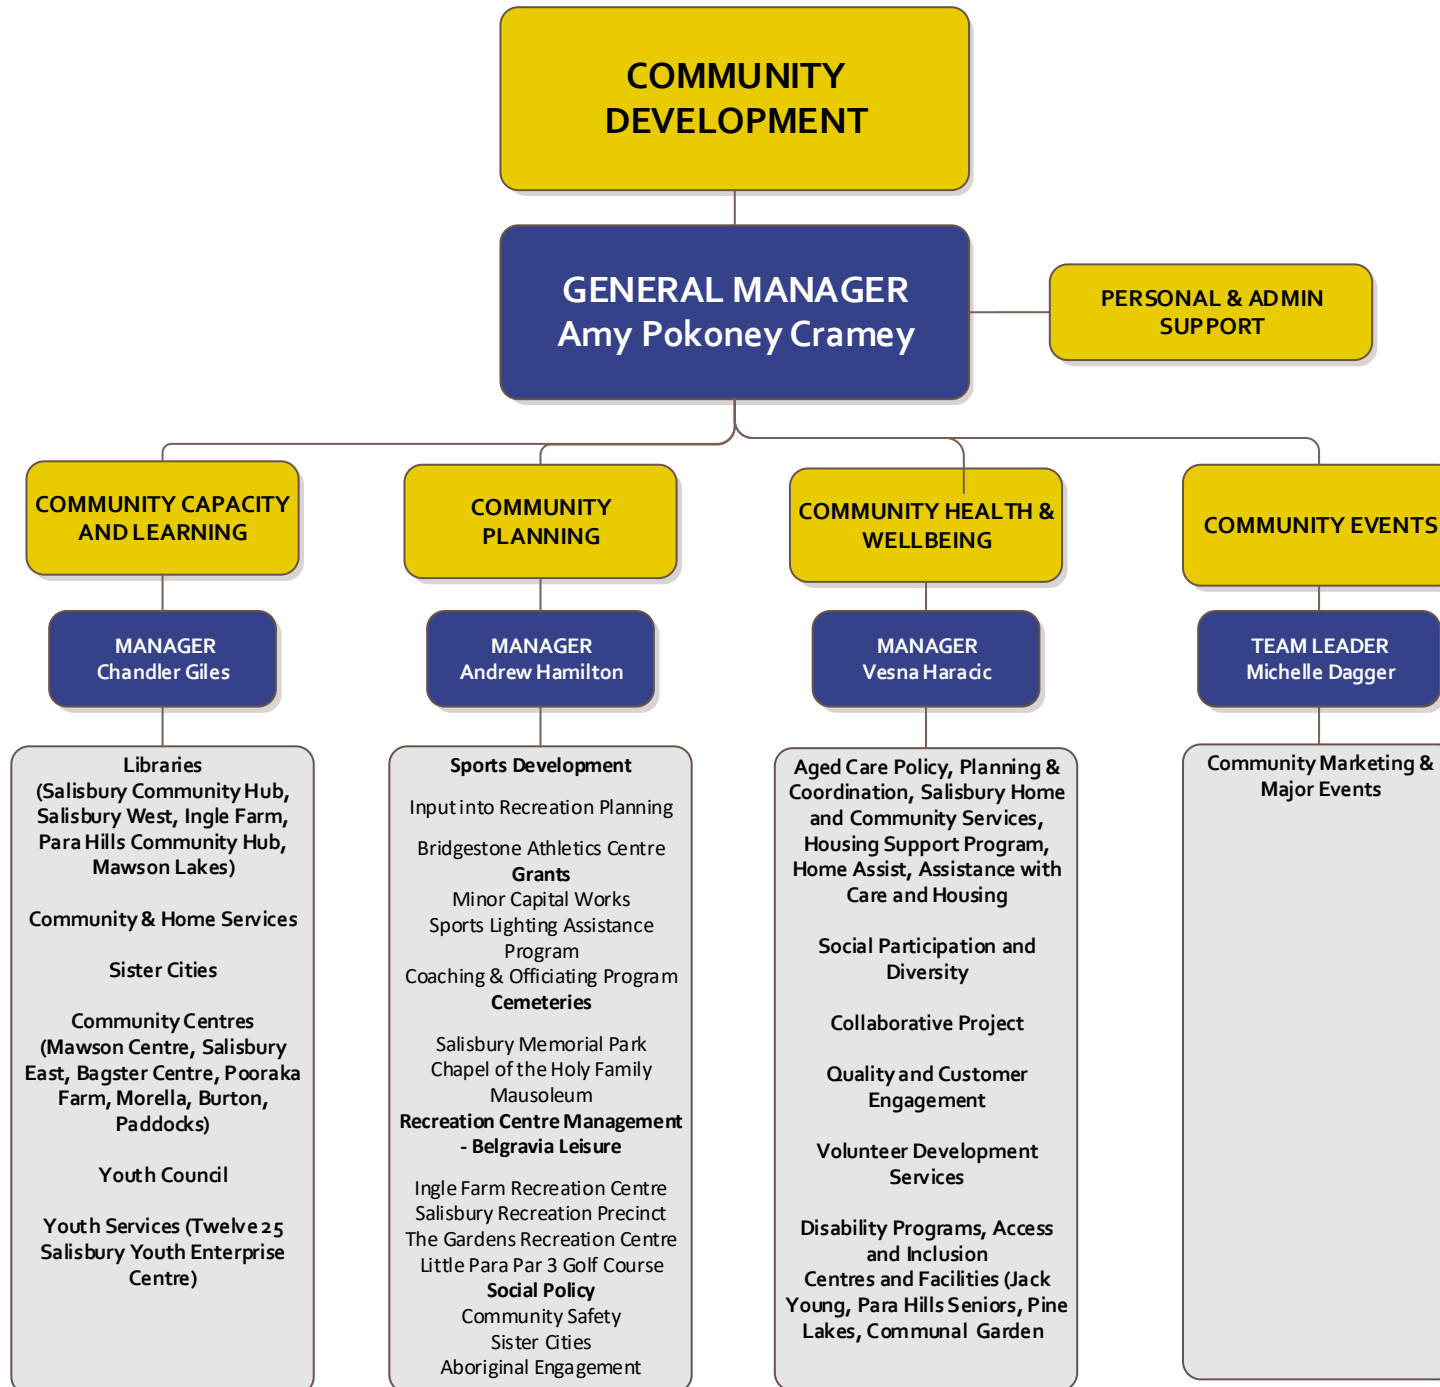 COMMUNITY
DEVELOPMENT
GENERAL MANAGER
Amy Pokoney Cramey
PERSONAL & ADMIN
SUPPORT
COMMUNITY CAPACITY
AND LEARNING
MANAGER
Chandler Giles
Libraries
(Salisbury Community Hub,
Salisbury West, Ingle Farm,
Para Hills Community Hub,
Mawson Lakes)
Community & Home Services
Sister Cities
Community Centres
(Mawson Centre, Salisbury
East, Bagster Centre, Pooraka
Farm, Morella, Burton,
Paddocks)
Youth Council
Youth Services (Twelve 25
Salisbury Youth Enterprise
Centre)
COMMUNITY
PLANNING
MANAGER
Andrew Hamilton
Sports Development
Input into Recreation Planning
Bridgestone Athletics Centre
Grants
Minor Capital Works
Sports Lighting Assistance
Program
Coaching & Officiating Program
Cemeteries
Salisbury Memorial Park
Chapel of the Holy Family
Mausoleum
Recreation Centre Management
- Belgravia Leisure
Ingle Farm Recreation Centre
Salisbury Recreation Precinct
The Gardens Recreation Centre
Little Para Par 3 Golf Course
Social Policy
Community Safety
Sister Cities
Aboriginal Engagement
COMMUNITY HEALTH &
WELLBEING
MANAGER
Vesna Haracic
Aged Care Policy, Planning &
Coordination, Salisbury Home
and Community Services,
Housing Support Program,
Home Assist, Assistance with
Care and Housing
Social Participation and
Diversity
Collaborative Project
Quality and Customer
Engagement
Volunteer Development
Services
Disability Programs, Access
and Inclusion
Centres and Facilities (Jack
Young, Para Hills Seniors, Pine
Lakes, Communal Garden
COMMUNITY EVENTS
TEAM LEADER
Michelle Dagger
Community Marketing &
Major Events